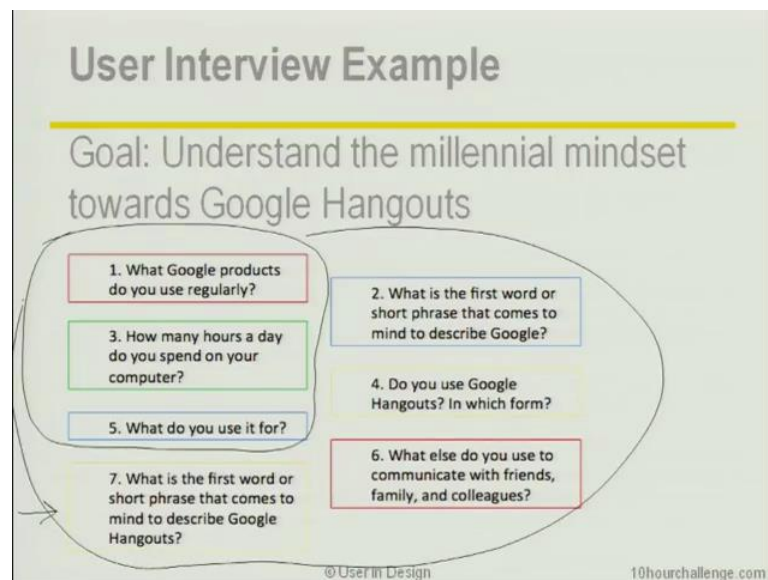 User Interview Example
Goal: Understand the millennial mindset
towards Google Hangouts
1. What Google products
do you use regularly?
2. What is the first word or
short phrase that comes to
mind to describe Google?
3. How many hours a day
do you spend on your
computer?
4. Do you use Google
Hangouts? In which form?
5. What do you use it for?
6. What else do you use to
communicate with friends,
family, and colleagues?
7. What is the first word or
short phrase that comes to
mind to describe Google
Hangouts?
©User in Design
10hourchallenge.com